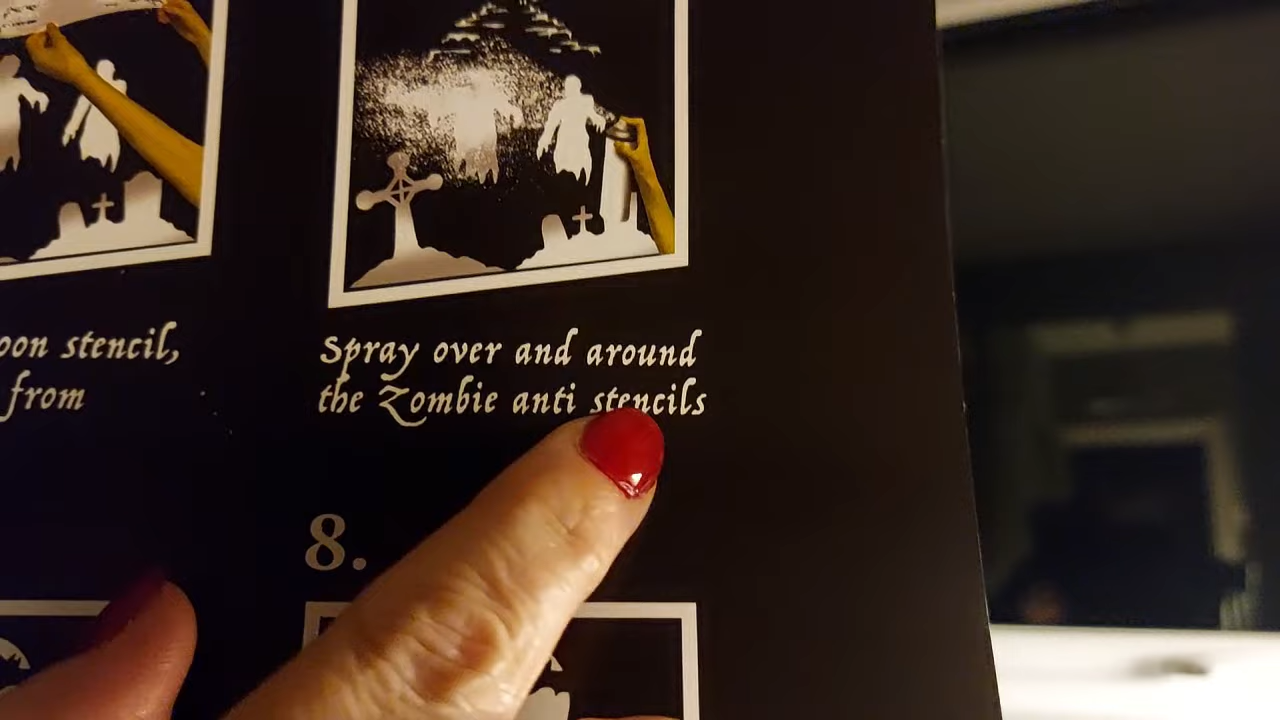 oon stencil,
from
Spray over and around
the Zombie anti stencils
8.